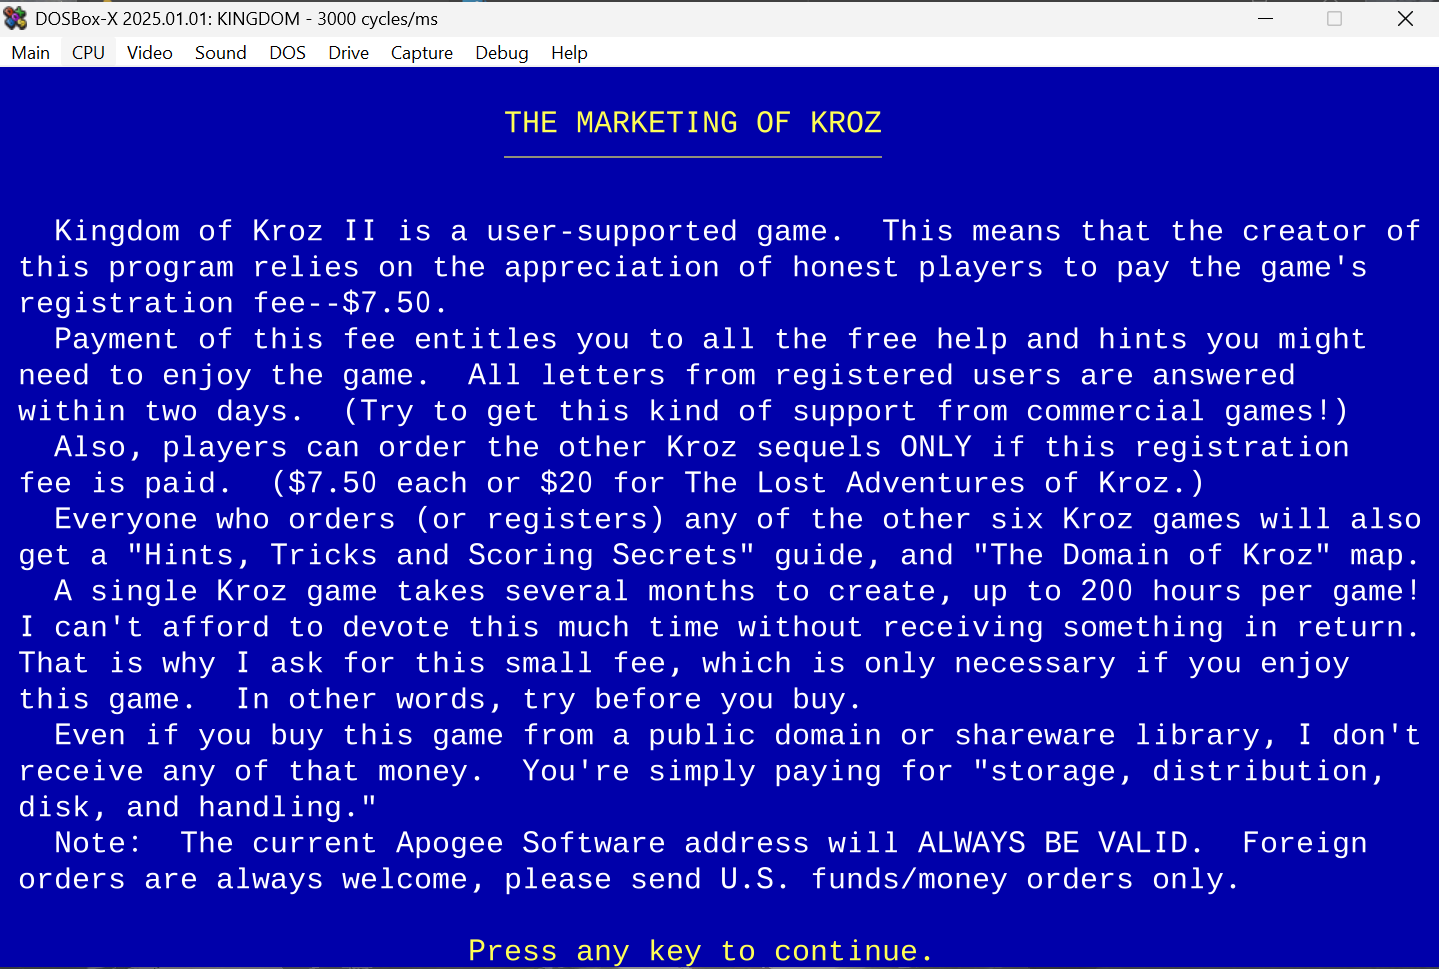 DOSBox-X 2025.01.01: KINGDOM - 3000 cycles/ms
Main CPU Video Sound DOS Drive Capture Debug Help
THE MARKETING OF KROZ
Kingdom of Kroz II is a user-supported game. This means that the creator of
this program relies on the appreciation of honest players to pay the game's
registration fee--$7.50.
Payment of this fee entitles you to all the free help and hints you might
need to enjoy the game. All letters from registered users are answered
within two days. (Try to get this kind of support from commercial games!)
Also, players can order the other Kroz sequels ONLY if this registration
fee is paid. ($7.50 each or $20 for The Lost Adventures of Kroz.)
Everyone who orders (or registers) any of the other six Kroz games will also
get a "Hints, Tricks and Scoring Secrets" guide, and "The Domain of Kroz" map.
A single Kroz game takes several months to create, up to 200 hours per game!
I can't afford to devote this much time without receiving something in return.
That is why I ask for this small fee, which is only necessary if you enjoy
this game. In other words, try before you buy.
Even if you buy this game from a public domain or shareware library, I don't
receive any of that money. You're simply paying for "storage, distribution,
disk, and handling."
Note: The current Apogee Software address will ALWAYS BE VALID. Foreign
orders are always welcome, please send U.S. funds/money orders only.
Press any key to continue.